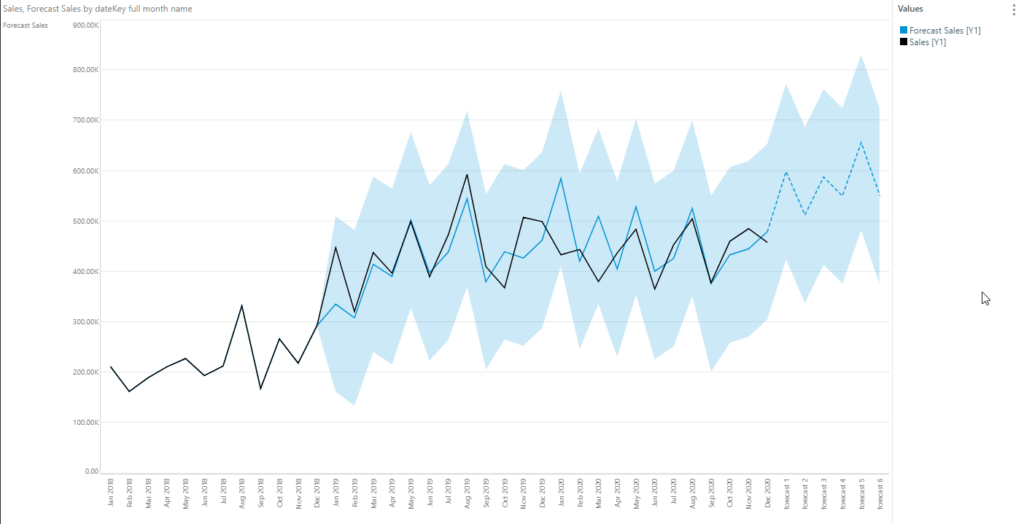 Sales, Forecast Sales by dateKey full month name
Values
Forecast Sales
Forecast Sales [Y1]
Sales [Y1]
900.00K
800.00K
700.00K
600.00K
500.00K
400.00K
300.00K
200.00K
100.00K
0.00
Jan 2018
Feb 2018
Mar 2018
Apr 2018
May 2018
Jun 2018
Jul 2018
Aug 2018
Sep 2018
Oct 2018
Nov 2018
Dec 2018
Jan 2019
Feb 2019
Mar 2019
Apr 2019
May 2019
Jun 2019
Jul 2019
Aug 2019
Sep 2019
Oct 2019
Nov 2019
Dec 2019
Jan 2020
Feb 2020
Mar 2020
Apr 2020
May 2020
Jun 2020
Jul 2020
Aug 2020
Sep 2020
Oct 2020
Nov 2020
Dec 2020
forecast 1
forecast 2
forecast 3
forecast 4
forecast 5
forecast 6